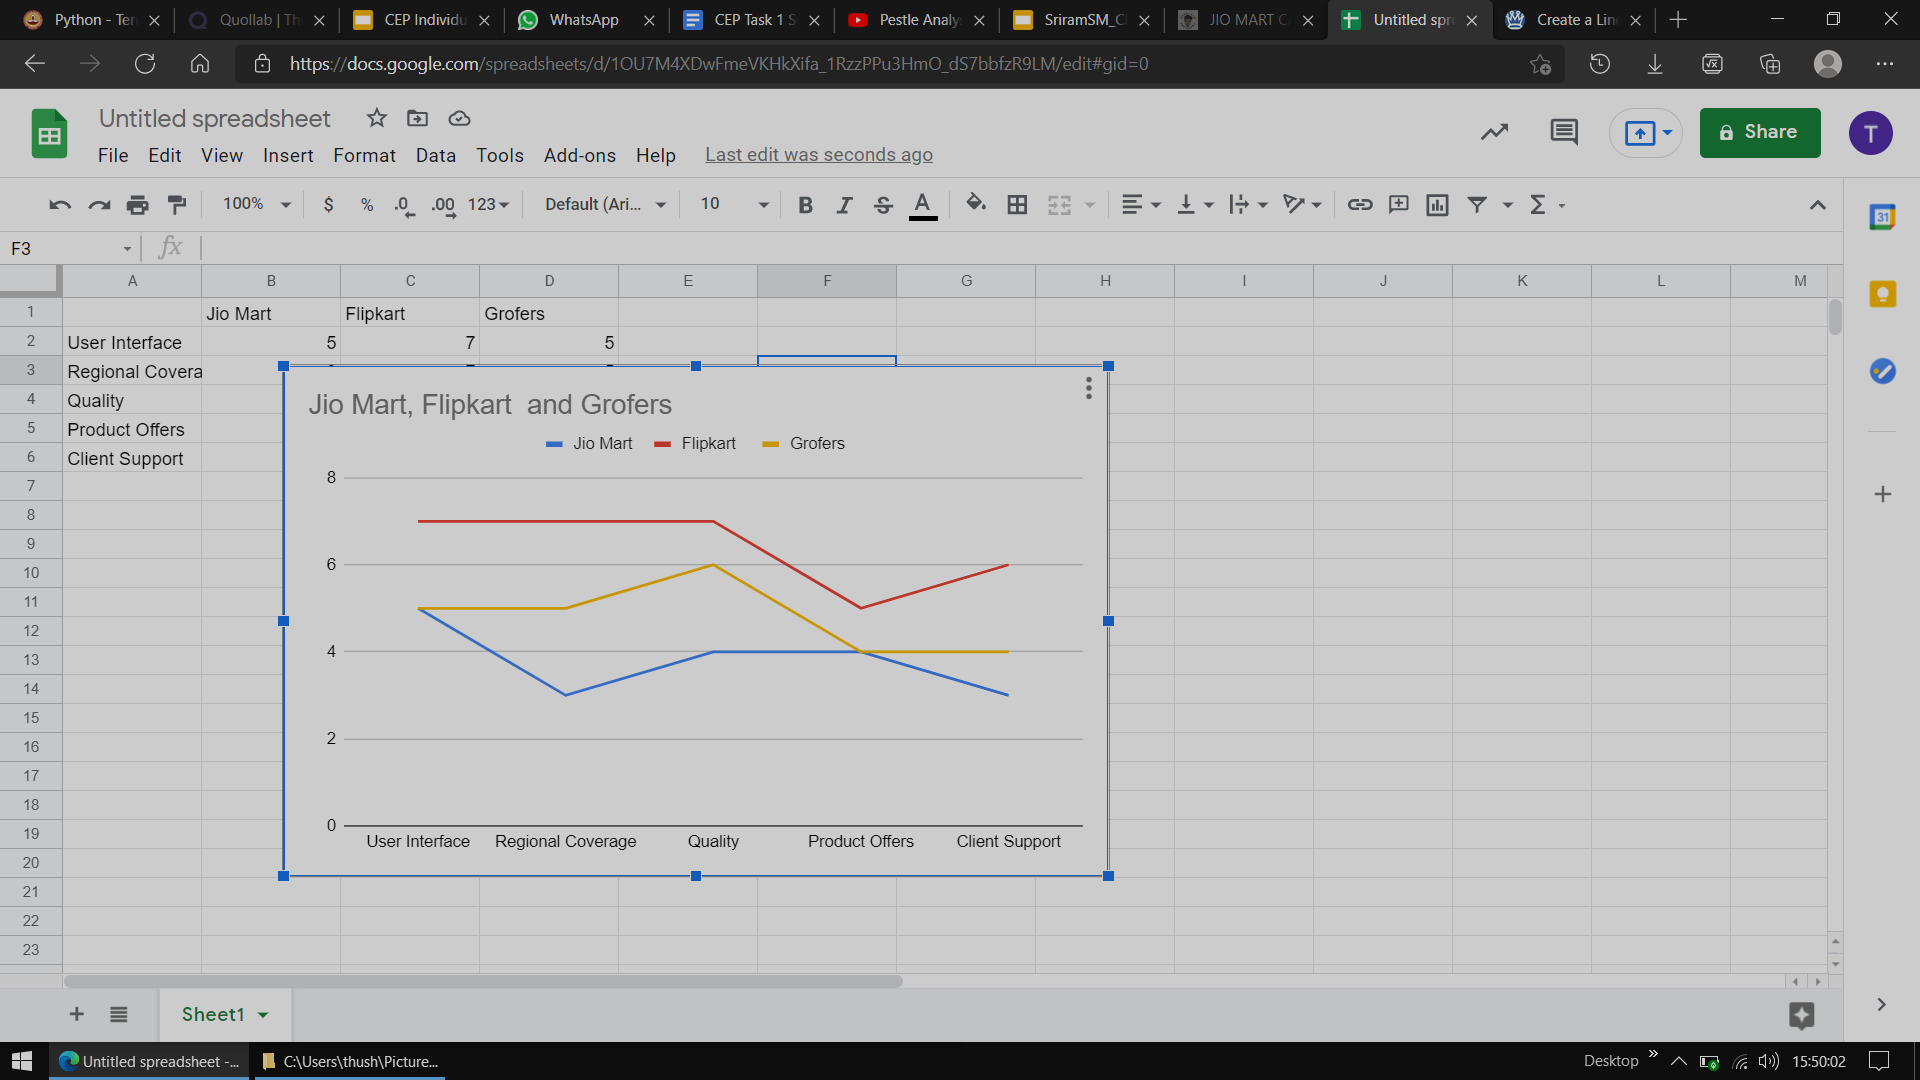 Python - Ter
Quollab | Th
CEP Individu
WhatsApp
CEP Task 1 S
Pestle Analy
SriramSM_C
JIO MART C
Untitled spre
Create a Lin
https://docs.google.com/spreadsheets/d/1OU7M4XDwFmeVKHkXifa_1RzzPPu3HmO_dS7bbfzR9LM/edit#gid=0
Untitled spreadsheet
File Edit View Insert Format Data Tools Add-ons Help Last edit was seconds ago
Share
T
100% $ % .0 .00 123 Default (Ari... 10 B I S A Σ
31
F3 fx
A B C D E F G H I J K L M
1 Jio Mart Flipkart Grofers
2 User Interface 5 7 5
3 Regional Covera
4 Quality
5 Product Offers
6 Client Support
7
8
9
10
11
12
13
14
15
16
17
18
19
20
21
22
23
Jio Mart, Flipkart and Grofers
Jio Mart Flipkart Grofers
8
6
4
2
0
User Interface Regional Coverage Quality Product Offers Client Support
Sheet1
Untitled spreadsheet -...
C:\Users\thush\Picture...
Desktop
15:50:02